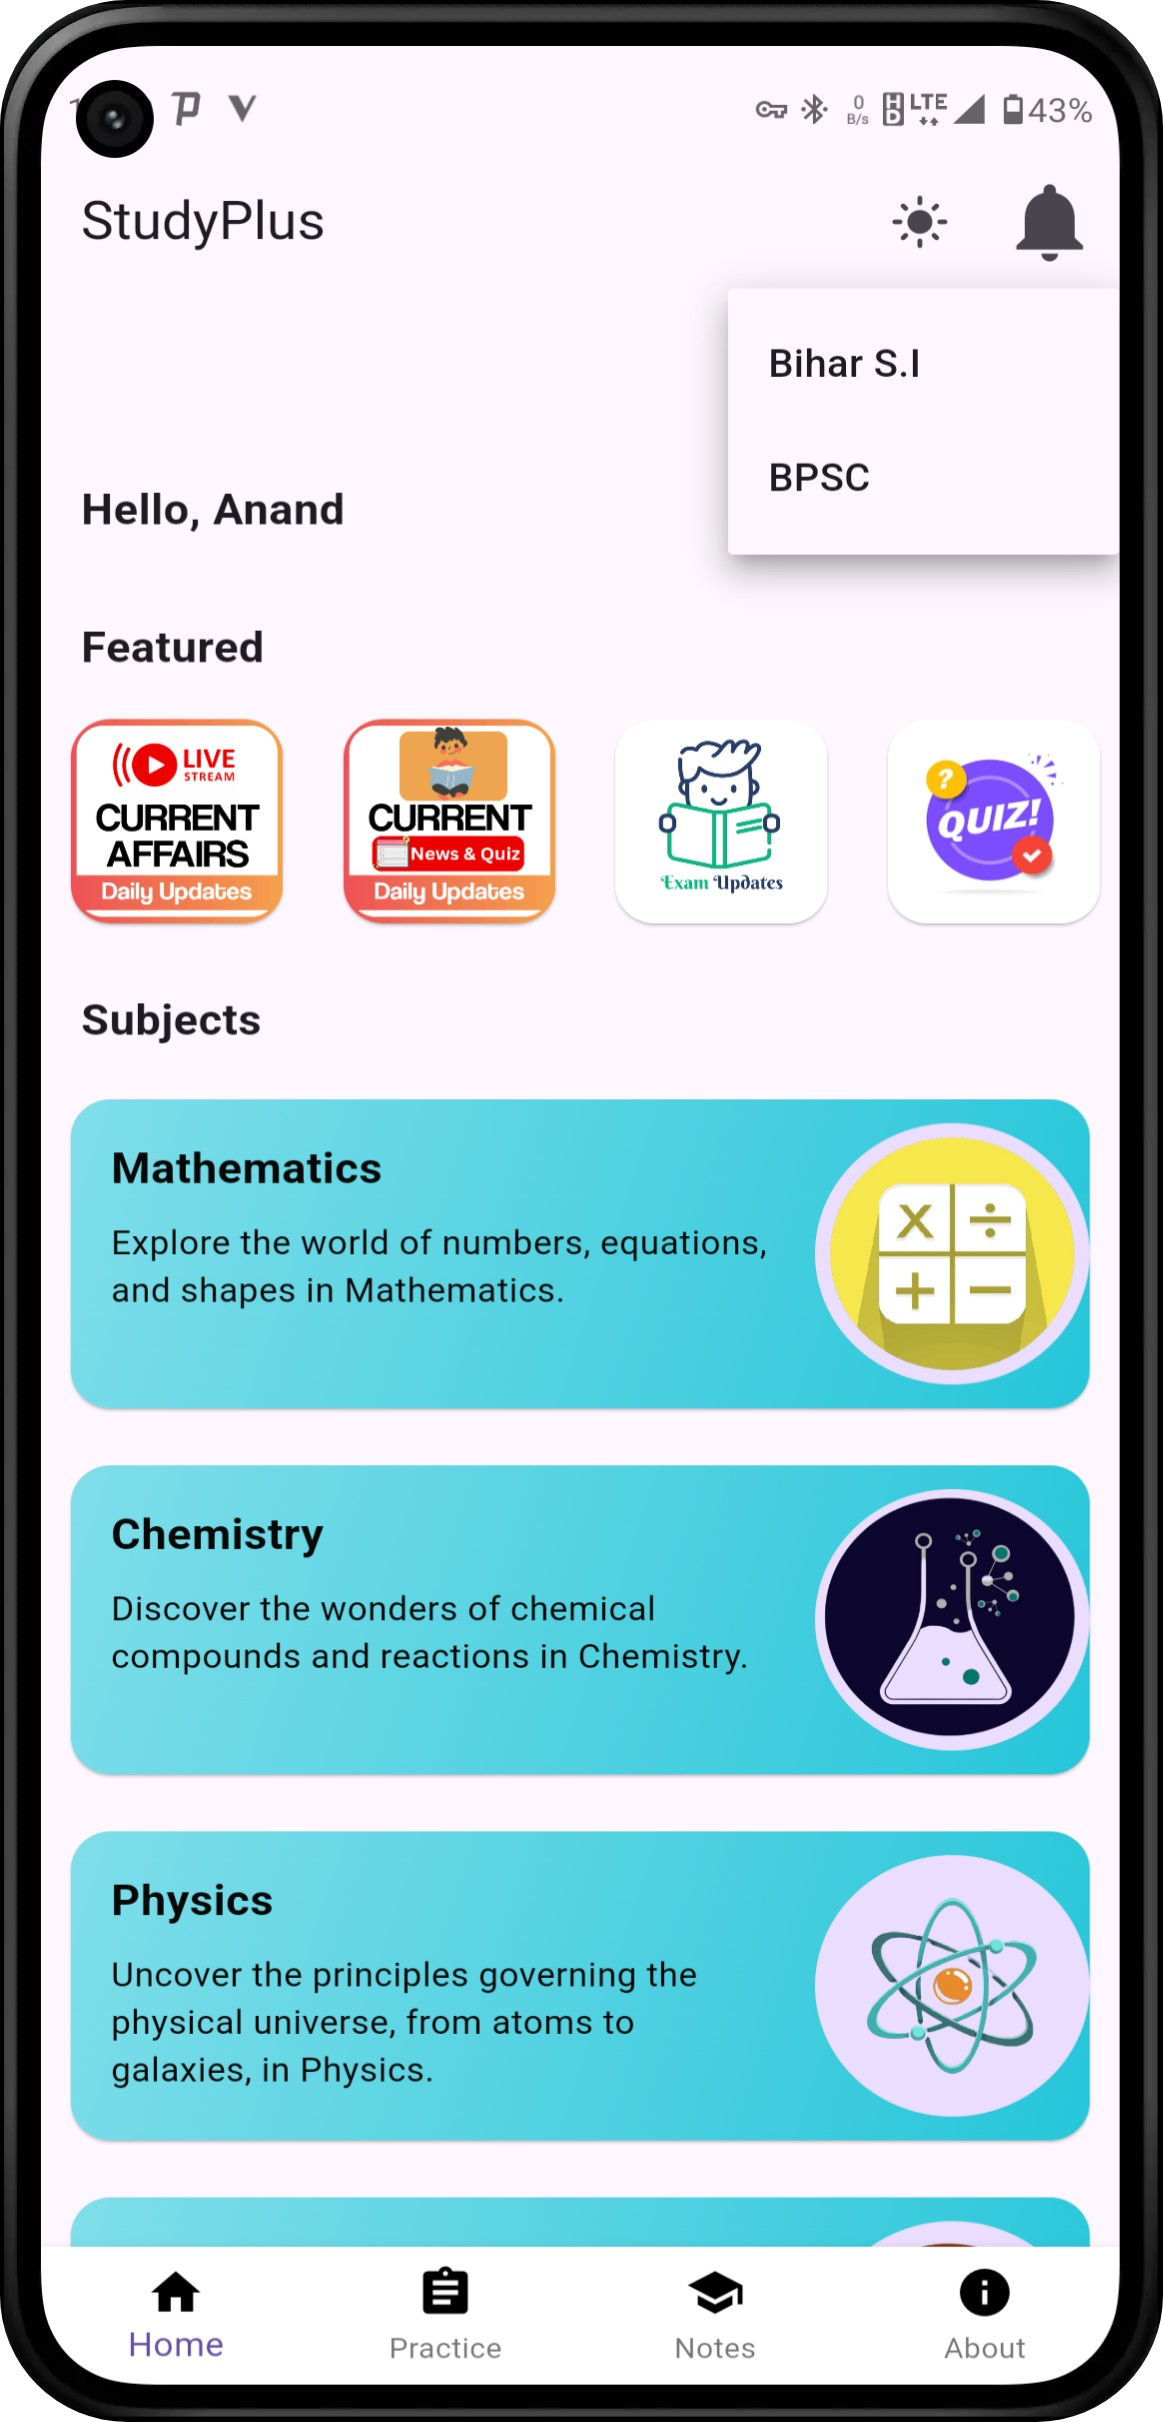 0
B/s
HD
LTE
43%
StudyPlus
Bihar S.I
BPSC
Hello, Anand
Featured
LIVE
STREAM
CURRENT
AFFAIRS
Daily Updates
CURRENT
News & Quiz
Daily Updates
Exam Updates
?
QUIZ!
Subjects
Mathematics
Explore the world of numbers, equations,
and shapes in Mathematics.
Chemistry
Discover the wonders of chemical
compounds and reactions in Chemistry.
Physics
Uncover the principles governing the
physical universe, from atoms to
galaxies, in Physics.
Home
Practice
Notes
About